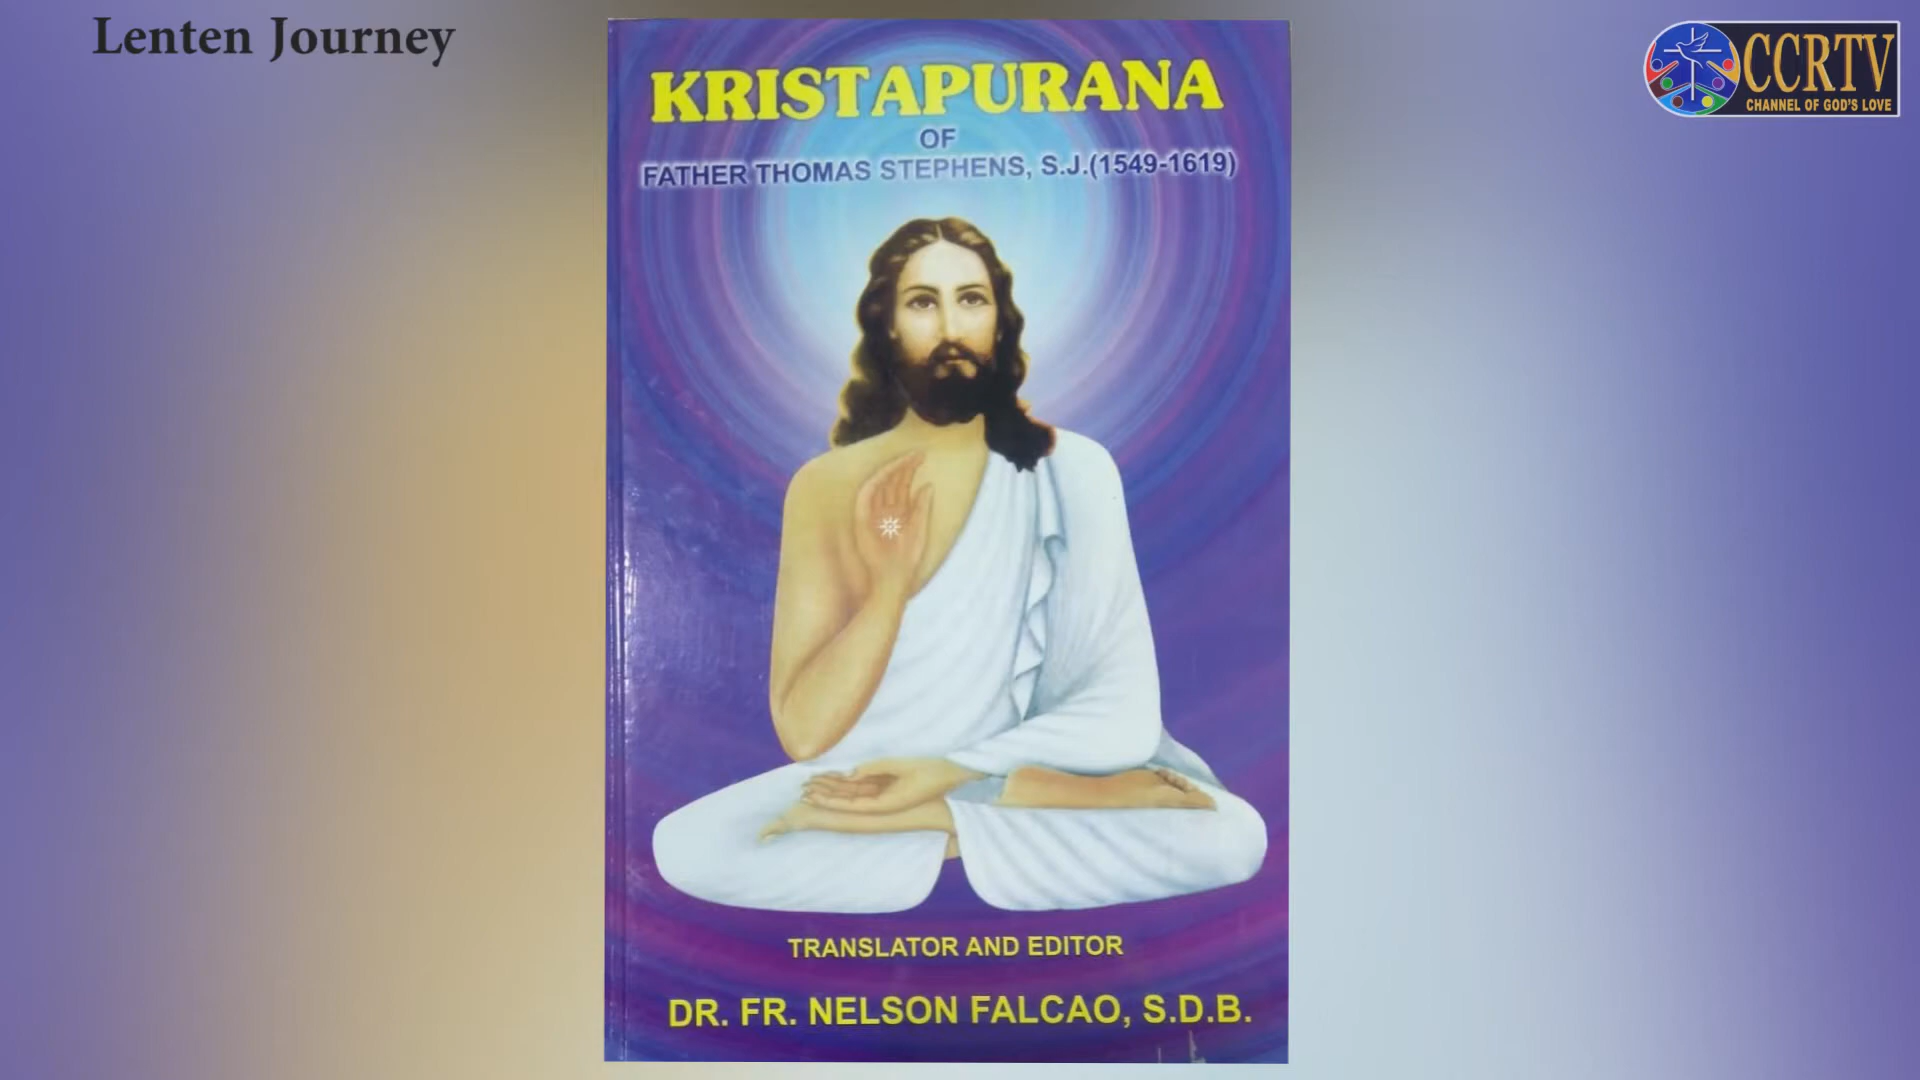 Lenten Journey
CCRTV
CHANNEL OF GOD'S LOVE
KRISTAPURANA
OF
FATHER THOMAS STEPHENS, S.J.(1549-1619)
TRANSLATOR AND EDITOR
DR. FR. NELSON FALCAO, S.D.B.